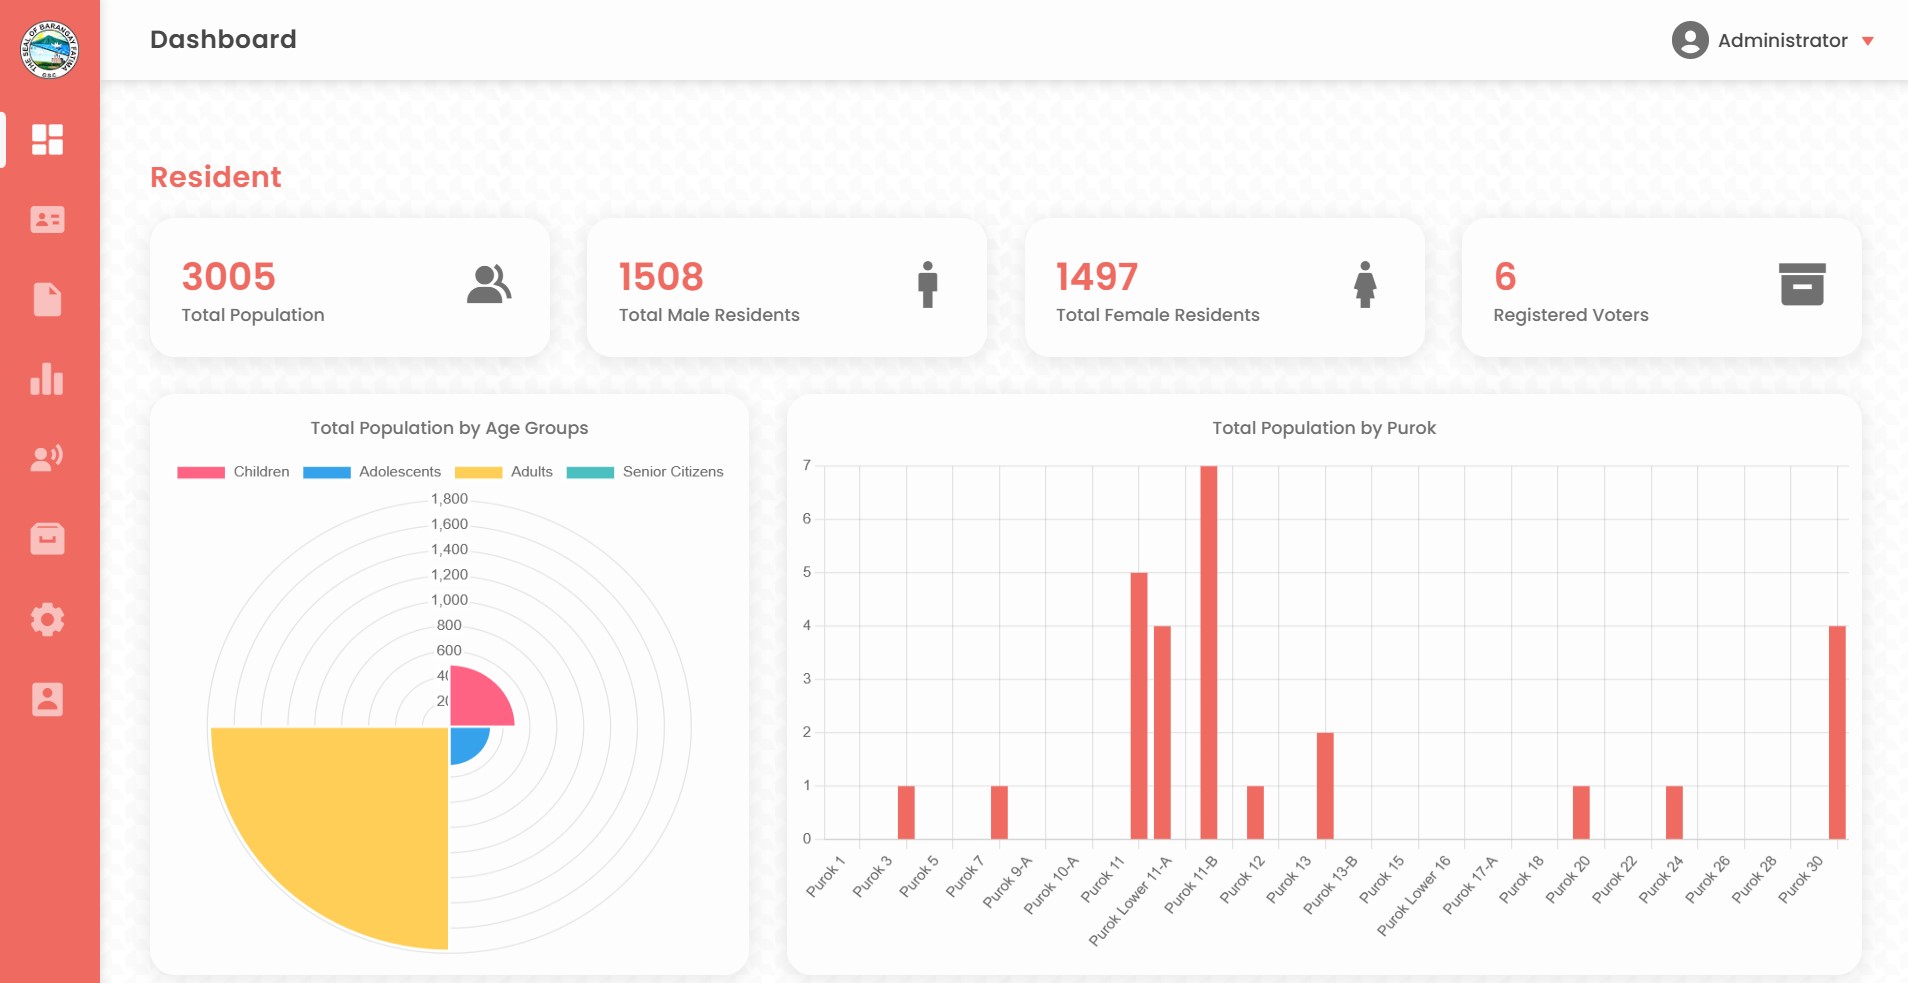 THE SEAL OF BARANGAY FATIMA
GSC
Dashboard
Administrator
Resident
3005
Total Population
1508
Total Male Residents
1497
Total Female Residents
6
Registered Voters
Total Population by Age Groups
Children
Adolescents
Adults
Senior Citizens
1,800
1,600
1,400
1,200
1,000
800
600
Total Population by Purok
7
6
5
4
3
2
1
0
Purok 1
Purok 3
Purok 5
Purok 7
Purok 9-A
Purok 10-A
Purok 11
Purok Lower 11-A
Purok 11-B
Purok 12
Purok 13
Purok 13-B
Purok 15
Purok Lower 16
Purok 17-A
Purok 18
Purok 20
Purok 22
Purok 24
Purok 26
Purok 28
Purok 30